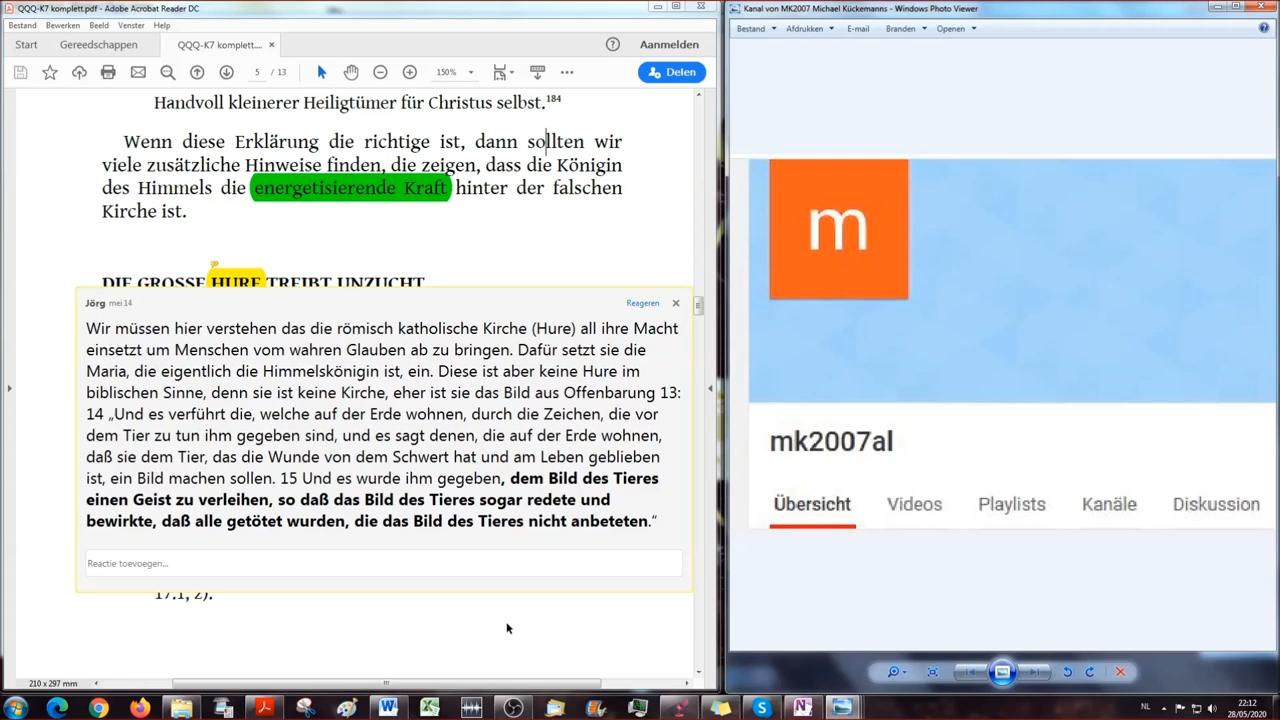 QQQ-K7 komplett.pdf - Adobe Acrobat Reader DC
Bestand Bewerken Beeld Venster Help
Start Gereedschappen QQQ-K7 komplett.... × Anmelden
5 / 13 150% Delen
Handvoll kleinerer Heiligtümer für Christus selbst.184
Wenn diese Erklärung die richtige ist, dann sollten wir
viele zusätzliche Hinweise finden, die zeigen, dass die Königin
des Himmels die energetisierende Kraft hinter der falschen
Kirche ist.
DIE GROSSE HURE TREIBT UNZUCHT
Jörg mei 14 Reageren
Wir müssen hier verstehen das die römisch katholische Kirche (Hure) all ihre Macht
einsetzt um Menschen vom wahren Glauben ab zu bringen. Dafür setzt sie die
Maria, die eigentlich die Himmelskönigin ist, ein. Diese ist aber keine Hure im
biblischen Sinne, denn sie ist keine Kirche, eher ist sie das Bild aus Offenbarung 13:
14 „Und es verführt die, welche auf der Erde wohnen, durch die Zeichen, die vor
dem Tier zu tun ihm gegeben sind, und es sagt denen, die auf der Erde wohnen,
daß sie dem Tier, das die Wunde von dem Schwert hat und am Leben geblieben
ist, ein Bild machen sollen. 15 Und es wurde ihm gegeben, dem Bild des Tieres
einen Geist zu verleihen, so daß das Bild des Tieres sogar redete und
bewirkte, daß alle getötet wurden, die das Bild des Tieres nicht anbeteten.“
Reactie toevoegen...
17.1, 2).
210 x 297 mm
Kanal von MK2007 Michael Kückemanns - Windows Photo Viewer
Bestand Afdrukken E-mail Branden Openen
m
mk2007al
Übersicht Videos Playlists Kanäle Diskussion
NL 22:12
28/05/2020